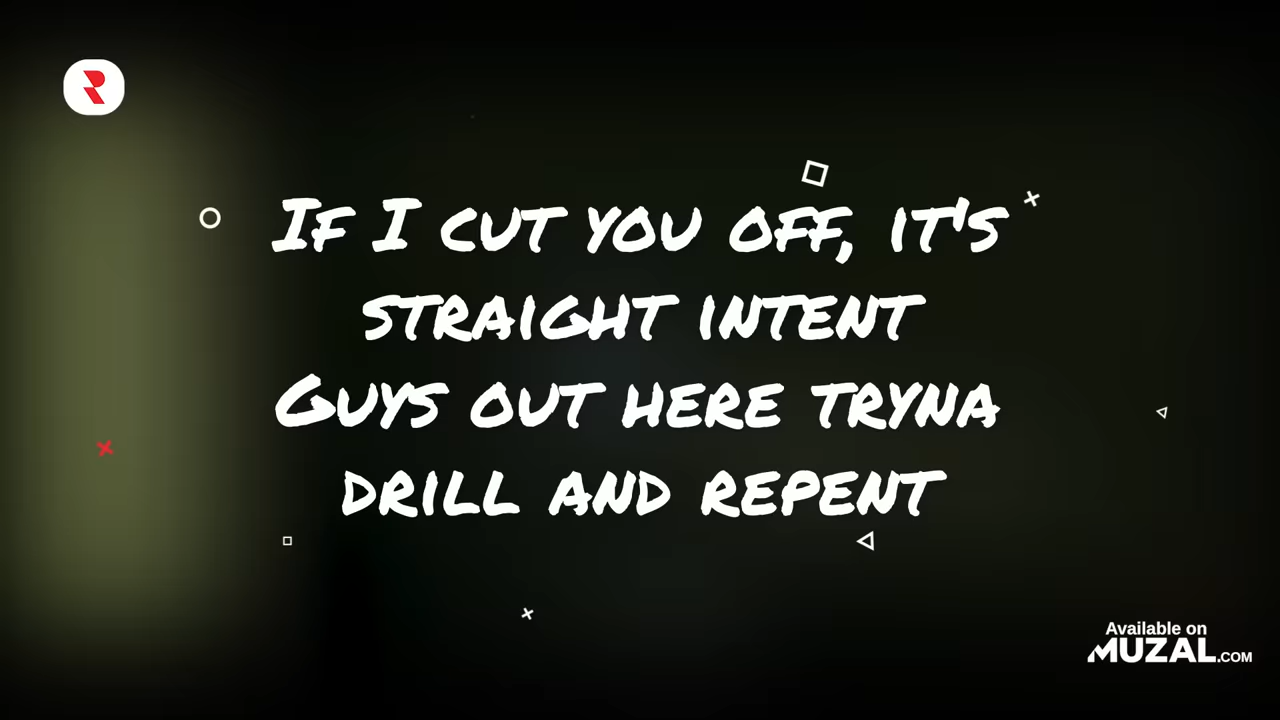 If I cut you off, it's
straight intent
Guys out here tryna
drill and repent
Available on
MUZAL.COM